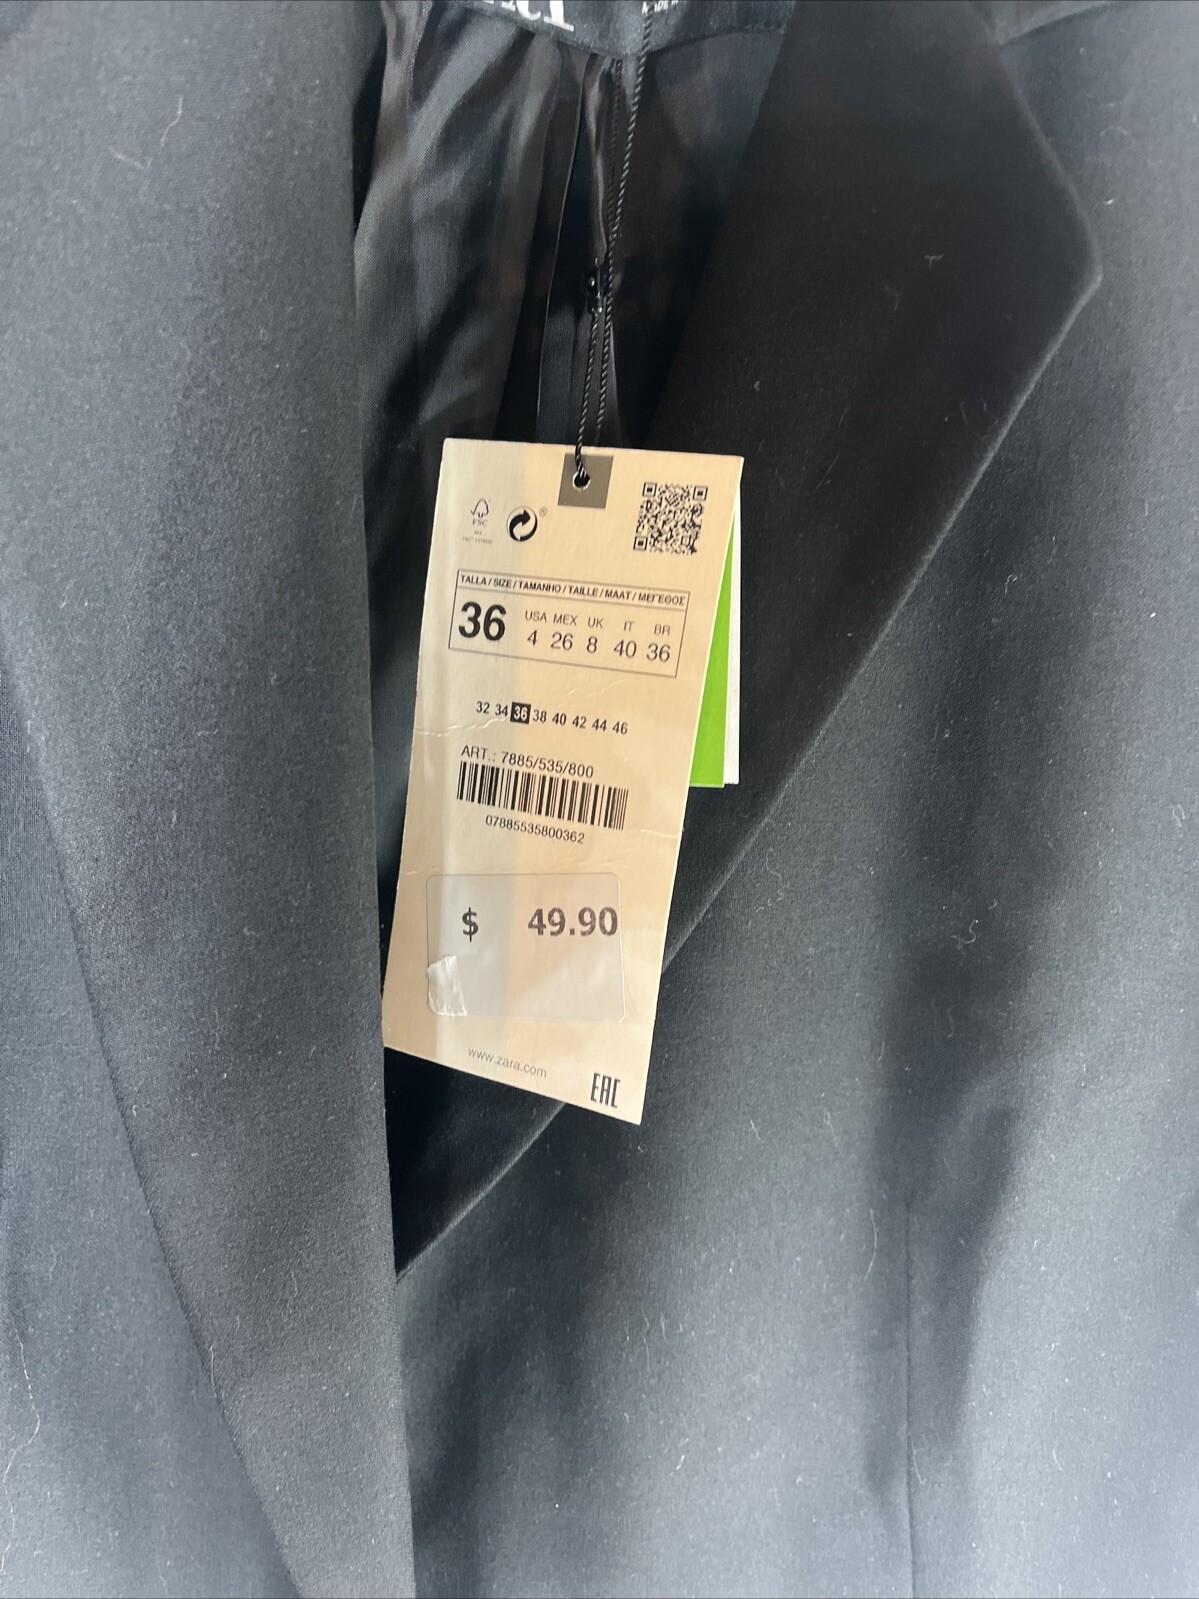 FSC
®
TALLA / SIZE / TAMANHO / TAILLE / MAAT / ΜΕΓΕΘΟΣ
36
USA MEX UK IT BR
4 26 8 40 36
32 34 36 38 40 42 44 46
ART.: 7885/535/800
07885535800362
$ 49.90
www.zara.com
EAC